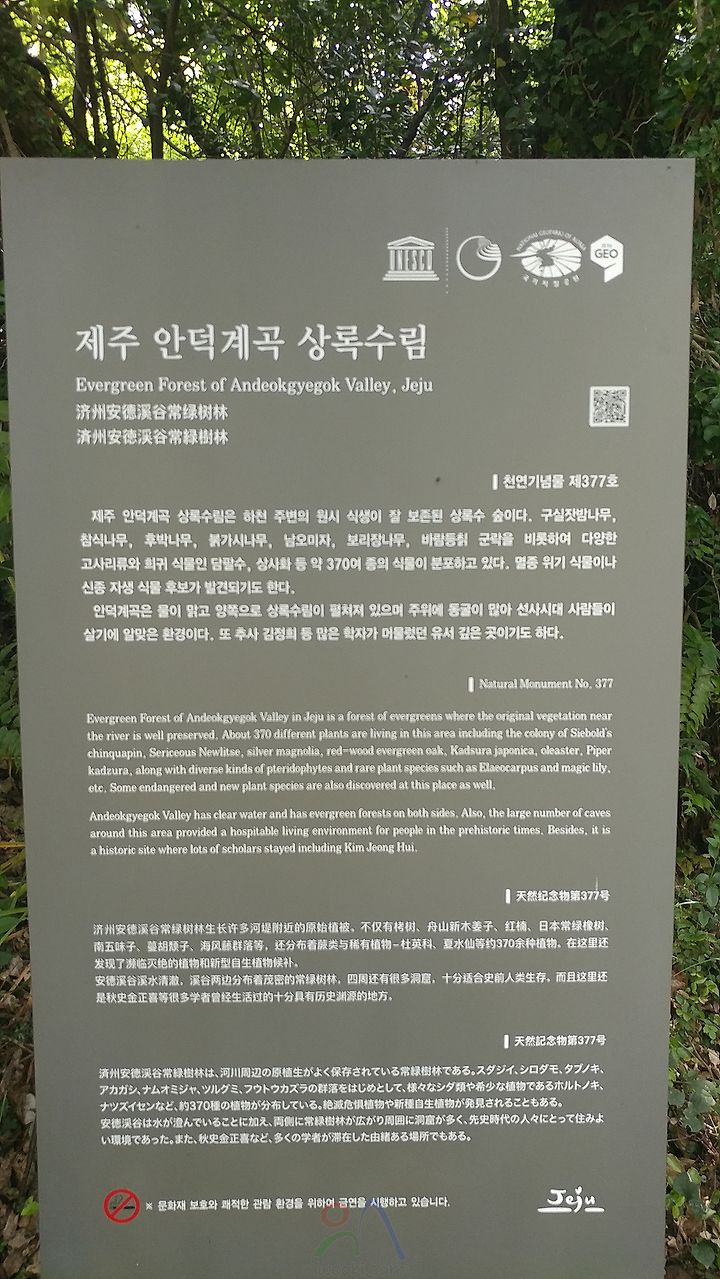 UNESCO
NATIONAL GEOPARKS OF KOREA
국가지질공원
GEO
제주 안덕계곡 상록수림
Evergreen Forest of Andeokgyegok Valley, Jeju
济州安德溪谷常绿树林
済州安徳渓谷常緑樹林
천연기념물 제377호
제주 안덕계곡 상록수림은 하천 주변의 원시 식생이 잘 보존된 상록수 숲이다. 구실잣밤나무,
참식나무, 후박나무, 붉가시나무, 남오미자, 보리장나무, 바람등칡 군락을 비롯하여 다양한
고사리류와 희귀 식물인 담팔수, 상사화 등 약 370여 종의 식물이 분포하고 있다. 멸종 위기 식물이나
신종 자생 식물 후보가 발견되기도 한다.
안덕계곡은 물이 맑고 양쪽으로 상록수림이 펼쳐져 있으며 주위에 동굴이 많아 선사시대 사람들이
살기에 알맞은 환경이다. 또 추사 김정희 등 많은 학자가 머물렀던 유서 깊은 곳이기도 하다.
Natural Monument No. 377
Evergreen Forest of Andeokgyegok Valley in Jeju is a forest of evergreens where the original vegetation near
the river is well preserved. About 370 different plants are living in this area including the colony of Siebold's
chinquapin, Sericeous Newlitse, silver magnolia, red-wood evergreen oak, Kadsura japonica, oleaster, Piper
kadzura, along with diverse kinds of pteridophytes and rare plant species such as Elaeocarpus and magic lily,
etc. Some endangered and new plant species are also discovered at this place as well.
Andeokgyegok Valley has clear water and has evergreen forests on both sides. Also, the large number of caves
around this area provided a hospitable living environment for people in the prehistoric times. Besides, it is
a historic site where lots of scholars stayed including Kim Jeong Hui.
天然纪念物第377号
济州安德溪谷常绿树林生长许多河堤附近的原始植被。不仅有栲树、舟山新木姜子、红楠、日本常绿橡树、
南五味子、蔓胡颓子、海风藤群落等，还分布着蕨类与稀有植物-杜英科、夏水仙等约370余种植物。在这里还
发现了濒临灭绝的植物和新型自生植物候补。
安德溪谷溪水清澈，溪谷两边分布着茂密的常绿树林，四周还有很多洞窟，十分适合史前人类生存。而且这里还
是秋史金正喜等很多学者曾经生活过的十分具有历史渊源的地方。
天然記念物第377号
済州安徳渓谷常緑樹林は、河川周辺の原植生がよく保存されている常緑樹林である。スダジイ、シロダモ、タブノキ、
アカガシ、ナムオミジャ、ツルグミ、フウトウカズラの群落をはじめとして、様々なシダ類や希少な植物であるホルトノキ、
ナツズイセンなど、約370種の植物が分布している。絶滅危惧植物や新種自生植物が発見されることもある。
安徳渓谷は水が澄んでいることに加え、両側に常緑樹林が広がり周囲に洞窟が多く、先史時代の人々にとって住みよ
い環境であった。また、秋史金正喜など、多くの学者が滞在した由緒ある場所でもある。
※ 문화재 보호와 쾌적한 관람 환경을 위하여 금연을 시행하고 있습니다.
Jeju